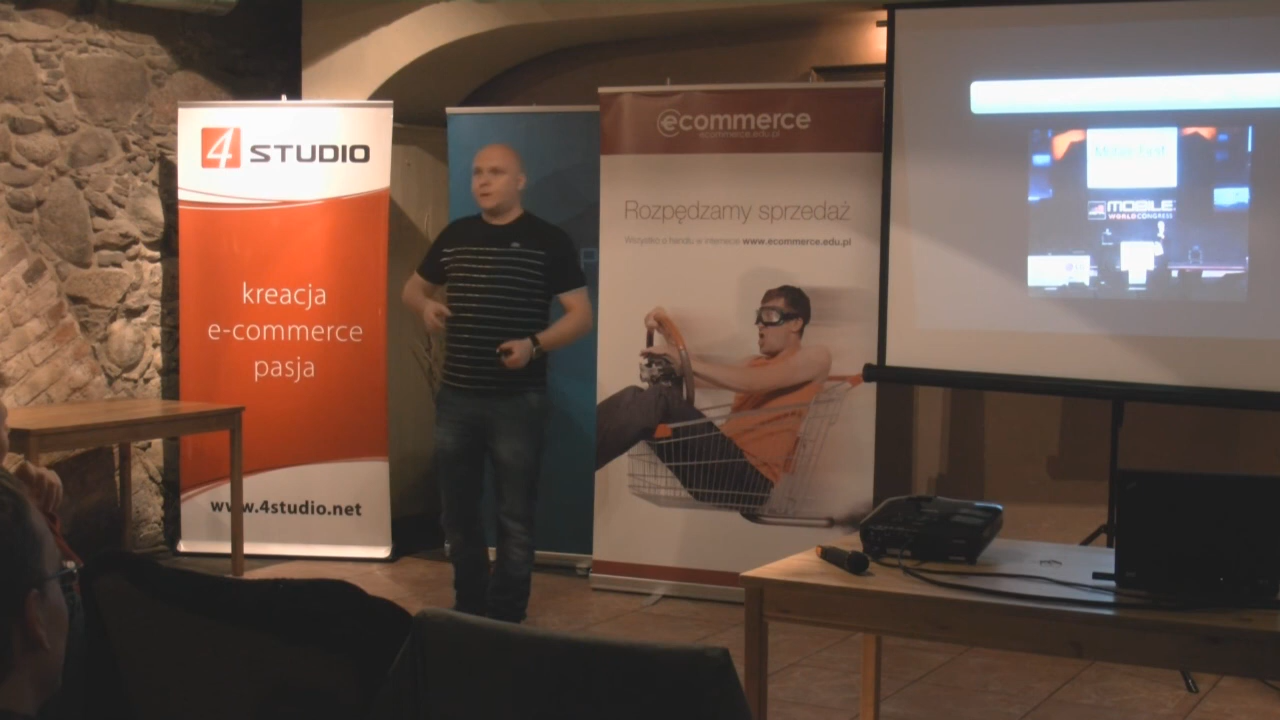 4 STUDIO
kreacja
e-commerce
pasja
www.4studio.net
ecommerce
ecommerce.edu.pl
Rozpędzamy sprzedaż
Wszystko o handlu w internecie www.ecommerce.edu.pl
MOBILE
WORLD CONGRESS